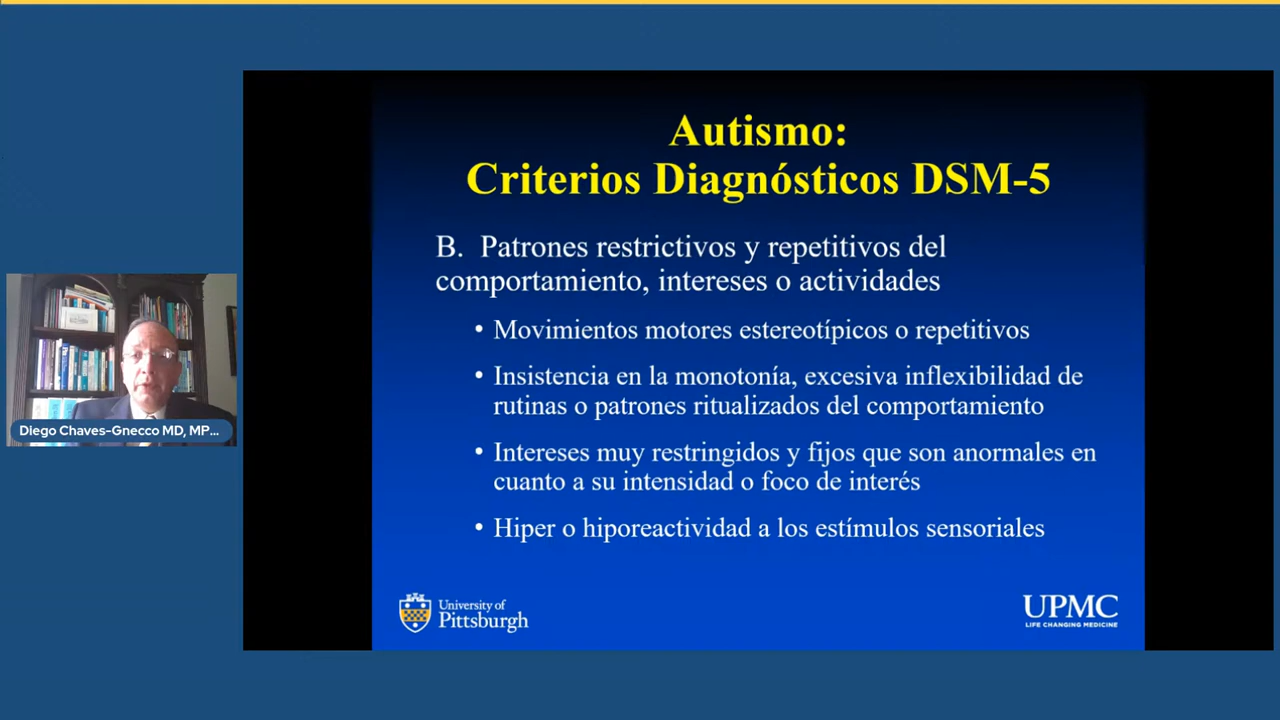 Autismo:
Criterios Diagnósticos DSM-5
B. Patrones restrictivos y repetitivos del
comportamiento, intereses o actividades
• Movimientos motores estereotípicos o repetitivos
• Insistencia en la monotonía, excesiva inflexibilidad de
rutinas o patrones ritualizados del comportamiento
• Intereses muy restringidos y fijos que son anormales en
cuanto a su intensidad o foco de interés
• Hiper o hiporeactividad a los estímulos sensoriales
Diego Chaves-Gnecco MD, MP...
University of
Pittsburgh
UPMC
LIFE CHANGING MEDICINE